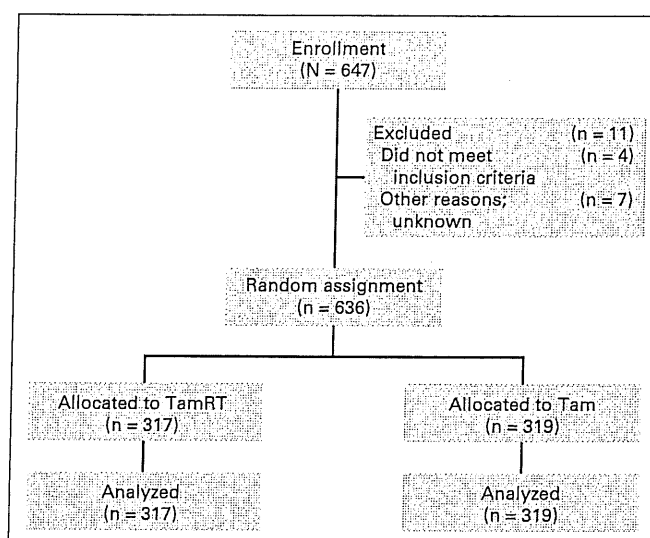 Enrollment
(N = 647)
Excluded (n = 11)
Did not meet (n = 4)
inclusion criteria
Other reasons; (n = 7)
unknown
Random assignment
(n = 636)
Allocated to TamRT
(n = 317)
Allocated to Tam
(n = 319)
Analyzed
(n = 317)
Analyzed
(n = 319)